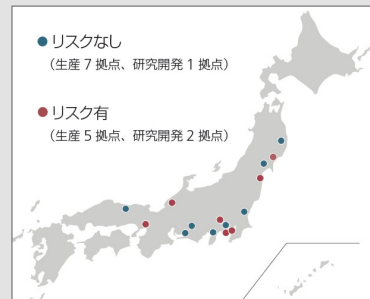 リスクなし
（生産 7 拠点、研究開発 1 拠点）
リスク有
（生産 5 拠点、研究開発 2 拠点）